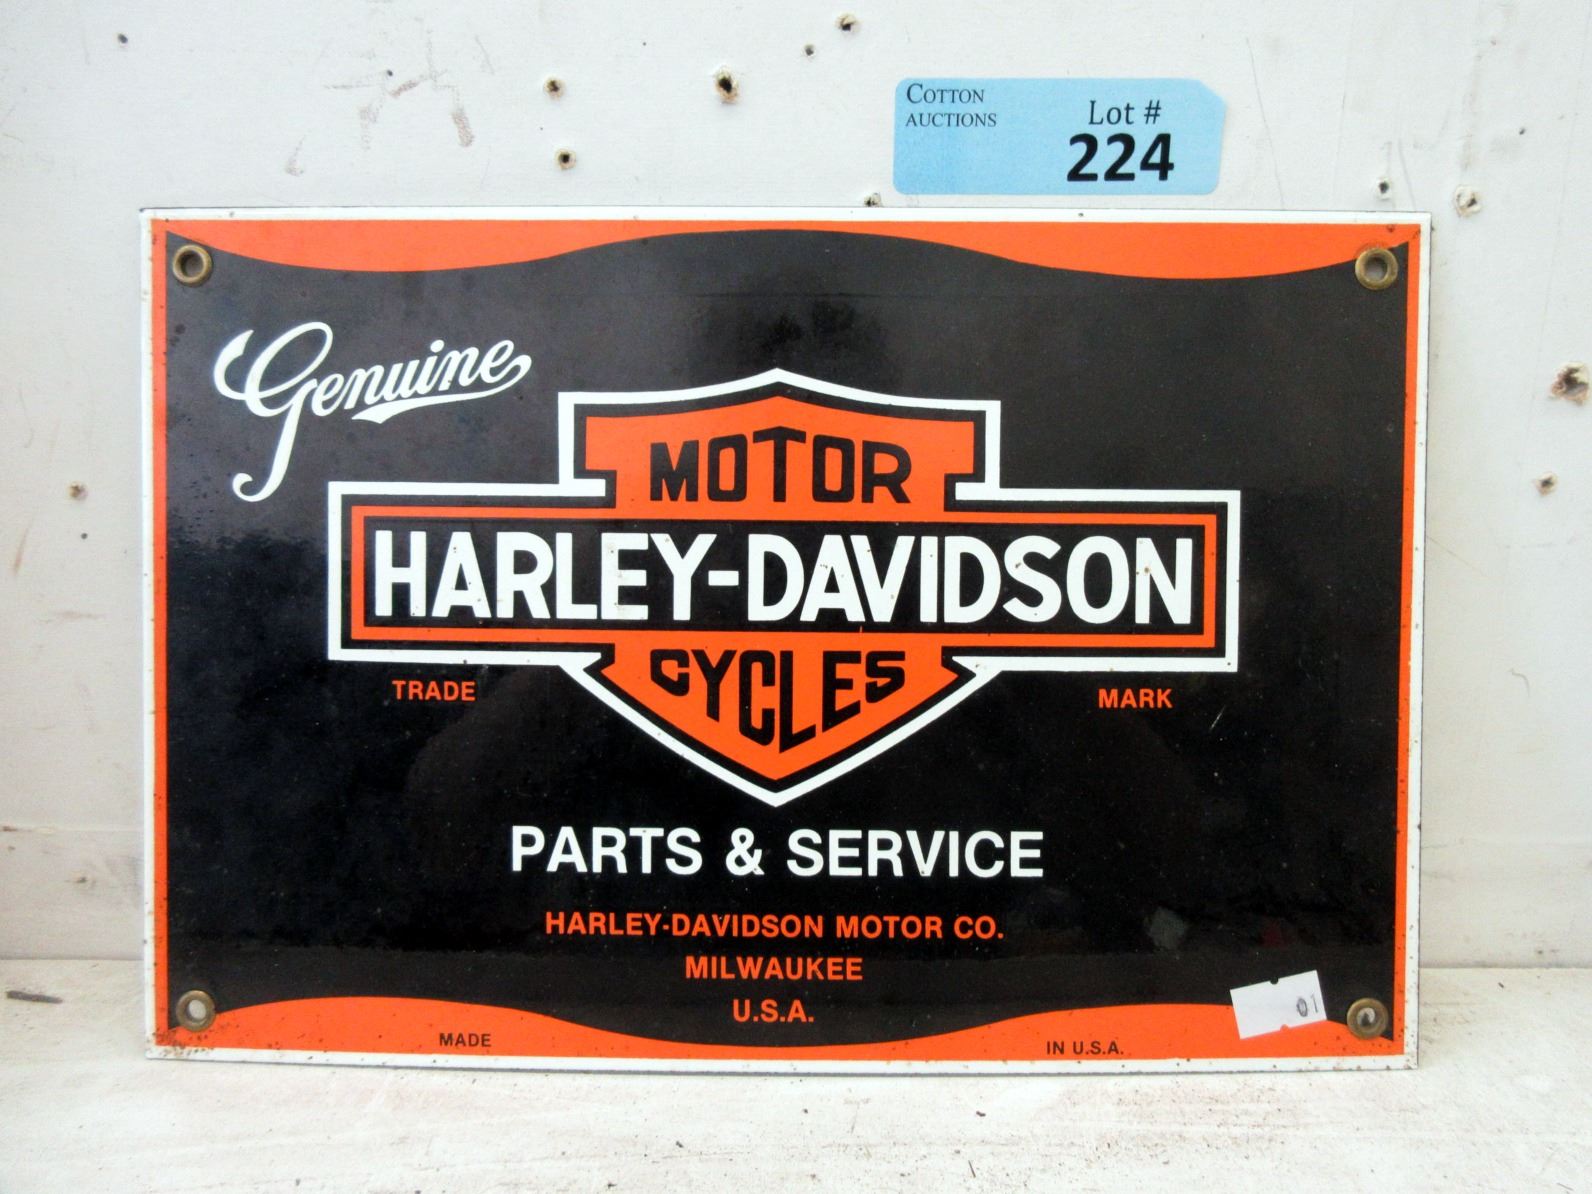 COTTON
AUCTIONS
Lot #
224
Genuine
MOTOR
HARLEY-DAVIDSON
CYCLES
TRADE MARK
PARTS & SERVICE
HARLEY-DAVIDSON MOTOR CO.
MILWAUKEE
U.S.A.
01
MADE IN U.S.A.